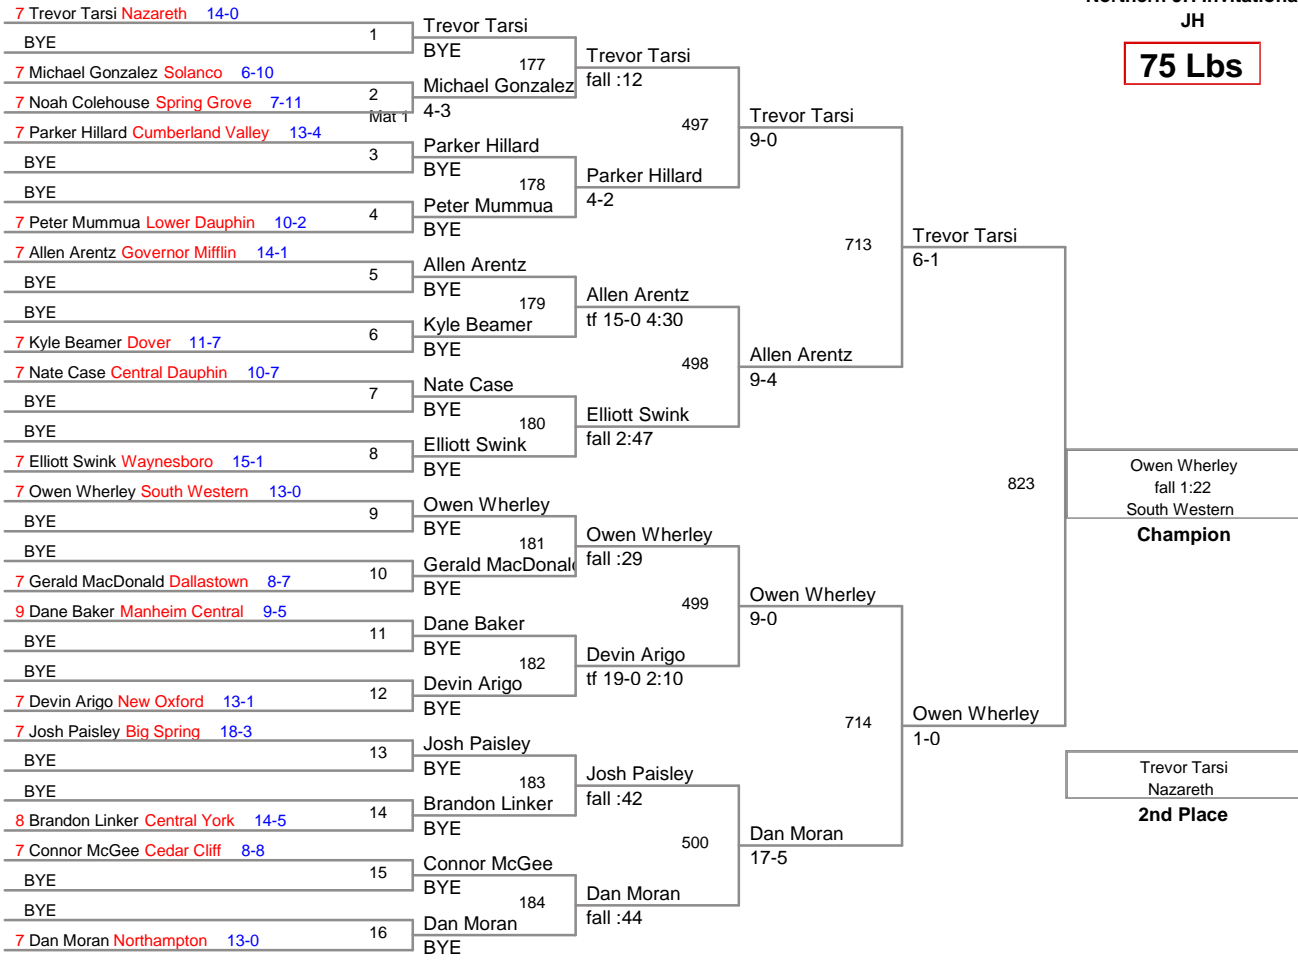 Northern JH Invitational
JH
75 Lbs
7 Trevor Tarsi Nazareth 14-0
BYE
1
7 Michael Gonzalez Solanco 6-10
7 Noah Colehouse Spring Grove 7-11
2
Mat 1
7 Parker Hillard Cumberland Valley 13-4
BYE
3
BYE
7 Peter Mummua Lower Dauphin 10-2
4
7 Allen Arentz Governor Mifflin 14-1
BYE
5
BYE
7 Kyle Beamer Dover 11-7
6
7 Nate Case Central Dauphin 10-7
BYE
7
BYE
7 Elliott Swink Waynesboro 15-1
8
7 Owen Wherley South Western 13-0
BYE
9
BYE
7 Gerald MacDonald Dallastown 8-7
10
9 Dane Baker Manheim Central 9-5
BYE
11
BYE
7 Devin Arigo New Oxford 13-1
12
7 Josh Paisley Big Spring 18-3
BYE
13
BYE
8 Brandon Linker Central York 14-5
14
7 Connor McGee Cedar Cliff 8-8
BYE
15
BYE
7 Dan Moran Northampton 13-0
16
Trevor Tarsi
BYE
177
Michael Gonzalez
4-3
Parker Hillard
BYE
178
Peter Mummua
BYE
Allen Arentz
BYE
179
Kyle Beamer
BYE
Nate Case
BYE
180
Elliott Swink
BYE
Owen Wherley
BYE
181
Gerald MacDonald
BYE
Dane Baker
BYE
182
Devin Arigo
BYE
Josh Paisley
BYE
183
Brandon Linker
BYE
Connor McGee
BYE
184
Dan Moran
BYE
Trevor Tarsi
fall :12
497
Parker Hillard
4-2
Allen Arentz
tf 15-0 4:30
498
Elliott Swink
fall 2:47
Owen Wherley
fall :29
499
Devin Arigo
tf 19-0 2:10
Josh Paisley
fall :42
500
Dan Moran
fall :44
Trevor Tarsi
9-0
713
Allen Arentz
9-4
Owen Wherley
9-0
714
Dan Moran
17-5
Trevor Tarsi
6-1
823
Owen Wherley
1-0
Owen Wherley
fall 1:22
South Western
Champion
Trevor Tarsi
Nazareth
2nd Place